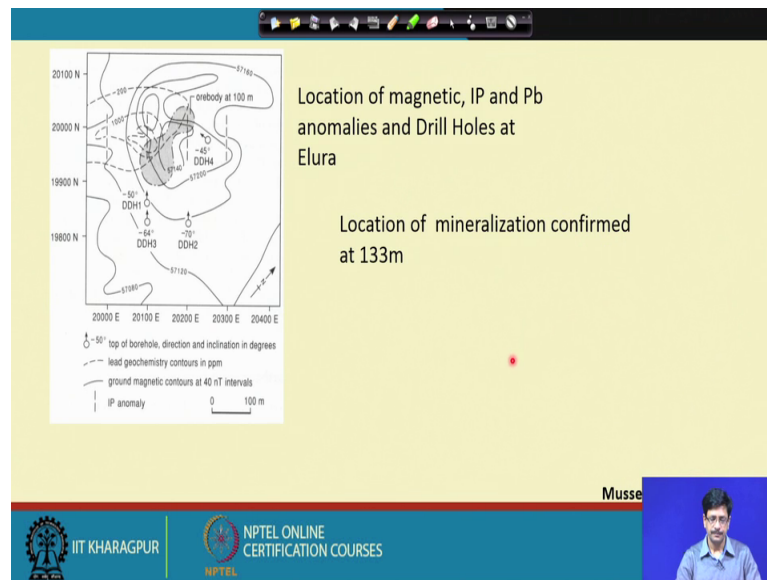 20100 N
20000 N
19900 N
19800 N
57160
200
1000
orebody at 100 m
-45°
DDH4
57140
57200
-50°
DDH1
-64°
DDH3
-70°
DDH2
57120
57080
N
20000 E 20100 E 20200 E 20300 E 20400 E
-50° top of borehole, direction and inclination in degrees
lead geochemistry contours in ppm
ground magnetic contours at 40 nT intervals
IP anomaly
0 100 m
Location of magnetic, IP and Pb
anomalies and Drill Holes at
Elura
Location of mineralization confirmed
at 133m
Musse
IIT KHARAGPUR
NPTEL
NPTEL ONLINE
CERTIFICATION COURSES